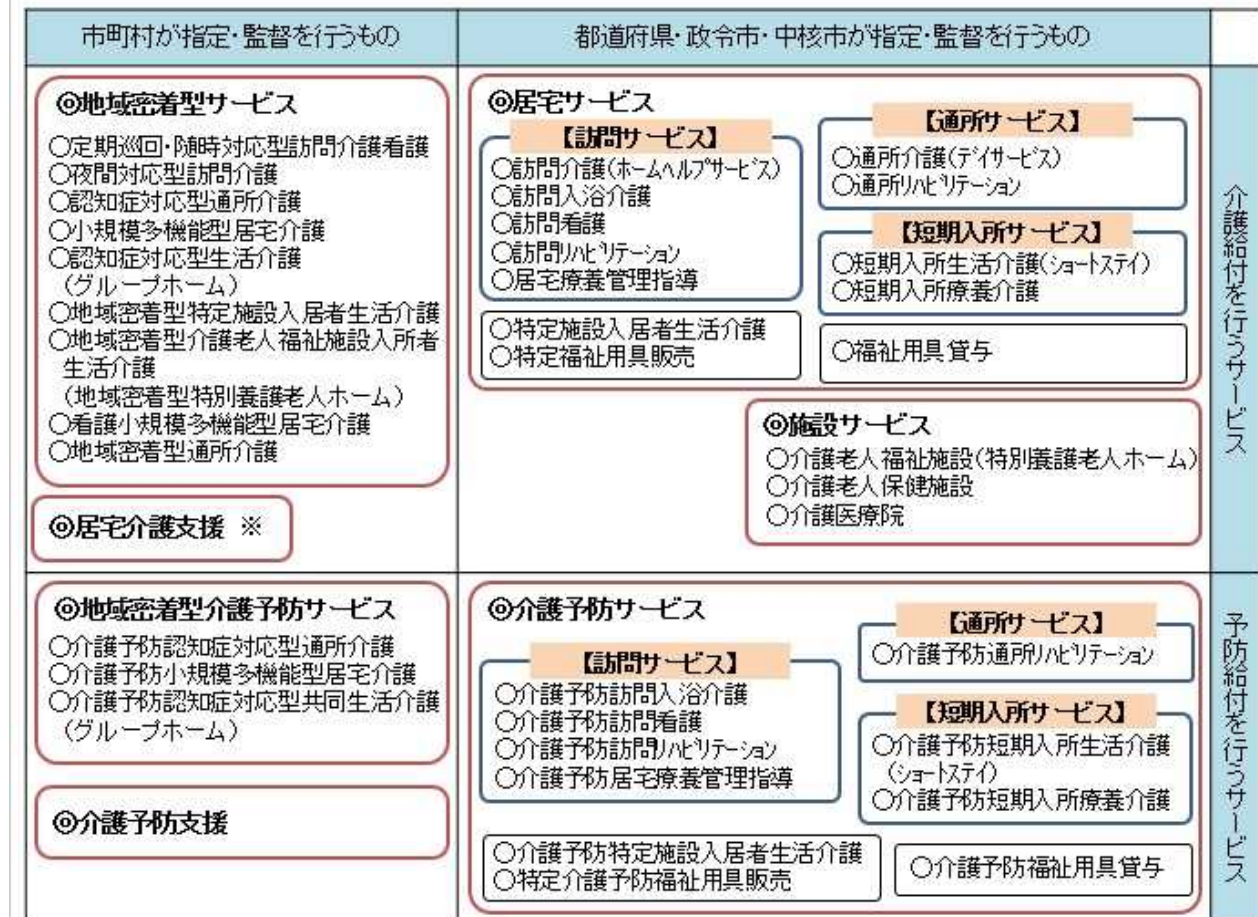 市町村が指定・監督を行うもの
都道府県・政令市・中核市が指定・監督を行うもの
◎地域密着型サービス
○定期巡回・随時対応型訪問介護看護
○夜間対応型訪問介護
○認知症対応型通所介護
○小規模多機能型居宅介護
○認知症対応型生活介護
(グループホーム)
○地域密着型特定施設入居者生活介護
○地域密着型介護老人福祉施設入所者
生活介護
(地域密着型特別養護老人ホーム)
○看護小規模多機能型居宅介護
○地域密着型通所介護
◎居宅介護支援 ※
◎居宅サービス
【訪問サービス】
○訪問介護(ホームヘルプサービス)
○訪問入浴介護
○訪問看護
○訪問リハビリテーション
○居宅療養管理指導
【通所サービス】
○通所介護(デイサービス)
○通所リハビリテーション
【短期入所サービス】
○短期入所生活介護(ショートステイ)
○短期入所療養介護
○特定施設入居者生活介護
○特定福祉用具販売
○福祉用具貸与
◎施設サービス
○介護老人福祉施設(特別養護老人ホーム)
○介護老人保健施設
○介護医療院
介護給付を行うサービス
◎地域密着型介護予防サービス
○介護予防認知症対応型通所介護
○介護予防小規模多機能型居宅介護
○介護予防認知症対応型共同生活介護
(グループホーム)
◎介護予防支援
◎介護予防サービス
【訪問サービス】
○介護予防訪問入浴介護
○介護予防訪問看護
○介護予防訪問リハビリテーション
○介護予防居宅療養管理指導
【通所サービス】
○介護予防通所リハビリテーション
【短期入所サービス】
○介護予防短期入所生活介護
(ショートステイ)
○介護予防短期入所療養介護
○介護予防特定施設入居者生活介護
○特定介護予防福祉用具販売
○介護予防福祉用具貸与
予防給付を行うサービス